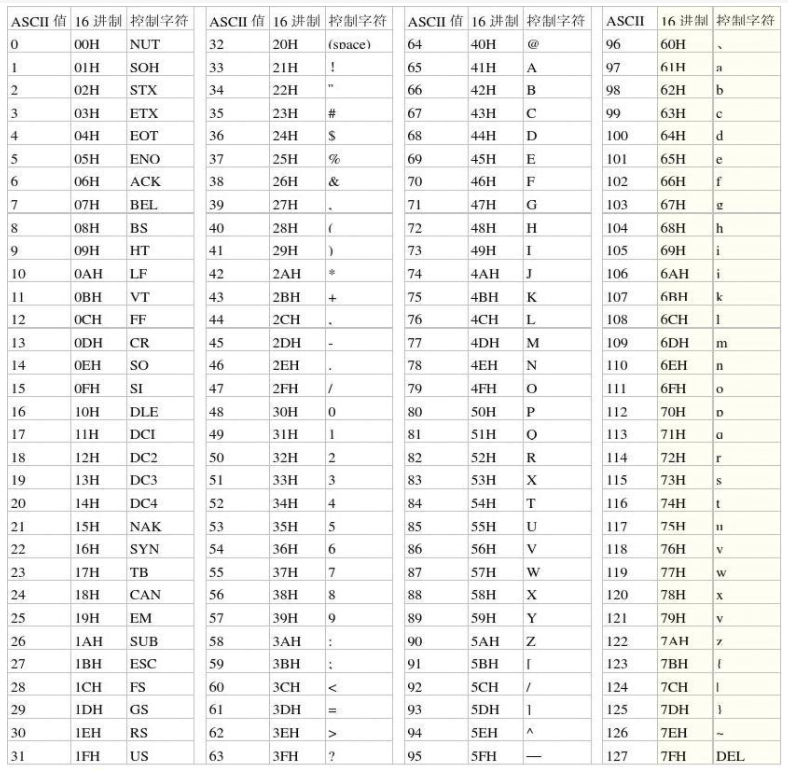 ASCII 值 16 进制 控制字符 ASCII 值 16 进制 控制字符 ASCII 值 16 进制 控制字符 ASCII 16 进制 控制字符
0 00H NUT 32 20H (space) 64 40H @ 96 60H 、
1 01H SOH 33 21H ! 65 41H A 97 61H a
2 02H STX 34 22H " 66 42H B 98 62H b
3 03H ETX 35 23H # 67 43H C 99 63H c
4 04H EOT 36 24H $ 68 44H D 100 64H d
5 05H ENO 37 25H % 69 45H E 101 65H e
6 06H ACK 38 26H & 70 46H F 102 66H f
7 07H BEL 39 27H , 71 47H G 103 67H g
8 08H BS 40 28H ( 72 48H H 104 68H h
9 09H HT 41 29H ) 73 49H I 105 69H i
10 0AH LF 42 2AH * 74 4AH J 106 6AH j
11 0BH VT 43 2BH + 75 4BH K 107 6BH k
12 0CH FF 44 2CH , 76 4CH L 108 6CH l
13 0DH CR 45 2DH - 77 4DH M 109 6DH m
14 0EH SO 46 2EH . 78 4EH N 110 6EH n
15 0FH SI 47 2FH / 79 4FH O 111 6FH o
16 10H DLE 48 30H 0 80 50H P 112 70H p
17 11H DCI 49 31H 1 81 51H Q 113 71H q
18 12H DC2 50 32H 2 82 52H R 114 72H r
19 13H DC3 51 33H 3 83 53H X 115 73H s
20 14H DC4 52 34H 4 84 54H T 116 74H t
21 15H NAK 53 35H 5 85 55H U 117 75H u
22 16H SYN 54 36H 6 86 56H V 118 76H v
23 17H TB 55 37H 7 87 57H W 119 77H w
24 18H CAN 56 38H 8 88 58H X 120 78H x
25 19H EM 57 39H 9 89 59H Y 121 79H y
26 1AH SUB 58 3AH : 90 5AH Z 122 7AH z
27 1BH ESC 59 3BH ; 91 5BH [ 123 7BH {
28 1CH FS 60 3CH < 92 5CH / 124 7CH |
29 1DH GS 61 3DH = 93 5DH ] 125 7DH }
30 1EH RS 62 3EH > 94 5EH ^ 126 7EH ~
31 1FH US 63 3FH ? 95 5FH — 127 7FH DEL